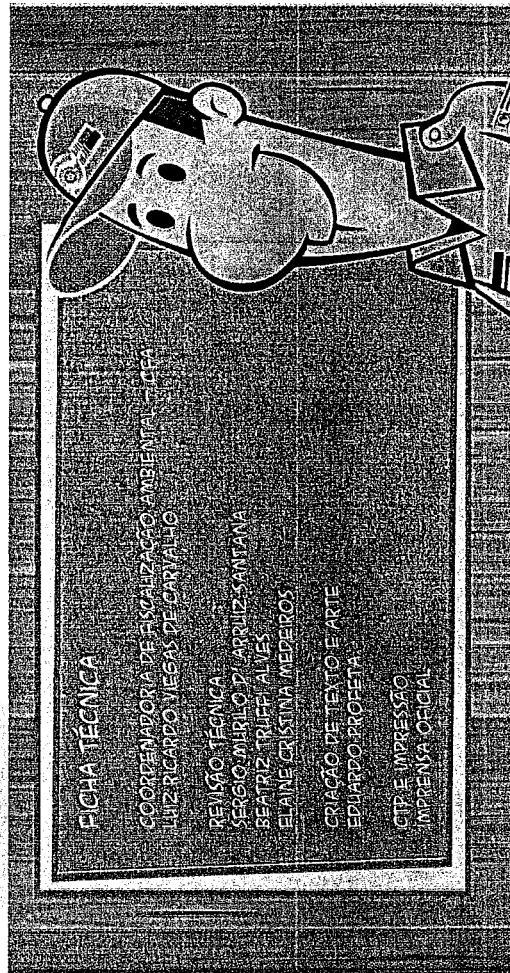 FICHA TÉCNICA
COORDENADORIA DE FISCALIZAÇÃO AMBIENTAL - CFA
LUIZ RICARDO VIEGAS DE CARVALHO
REVISÃO TÉCNICA
SERGIO MURILO D. ARRUIZ SANTANA
BEATRIZ TRUFFI ALVES
ELAINE CRISTINA MEDEIROS
CRIAÇÃO DE TEXTO E ARTE
EDUARDO PROFETA
CTP E IMPRESSÃO
IMPRENSA OFICIAL